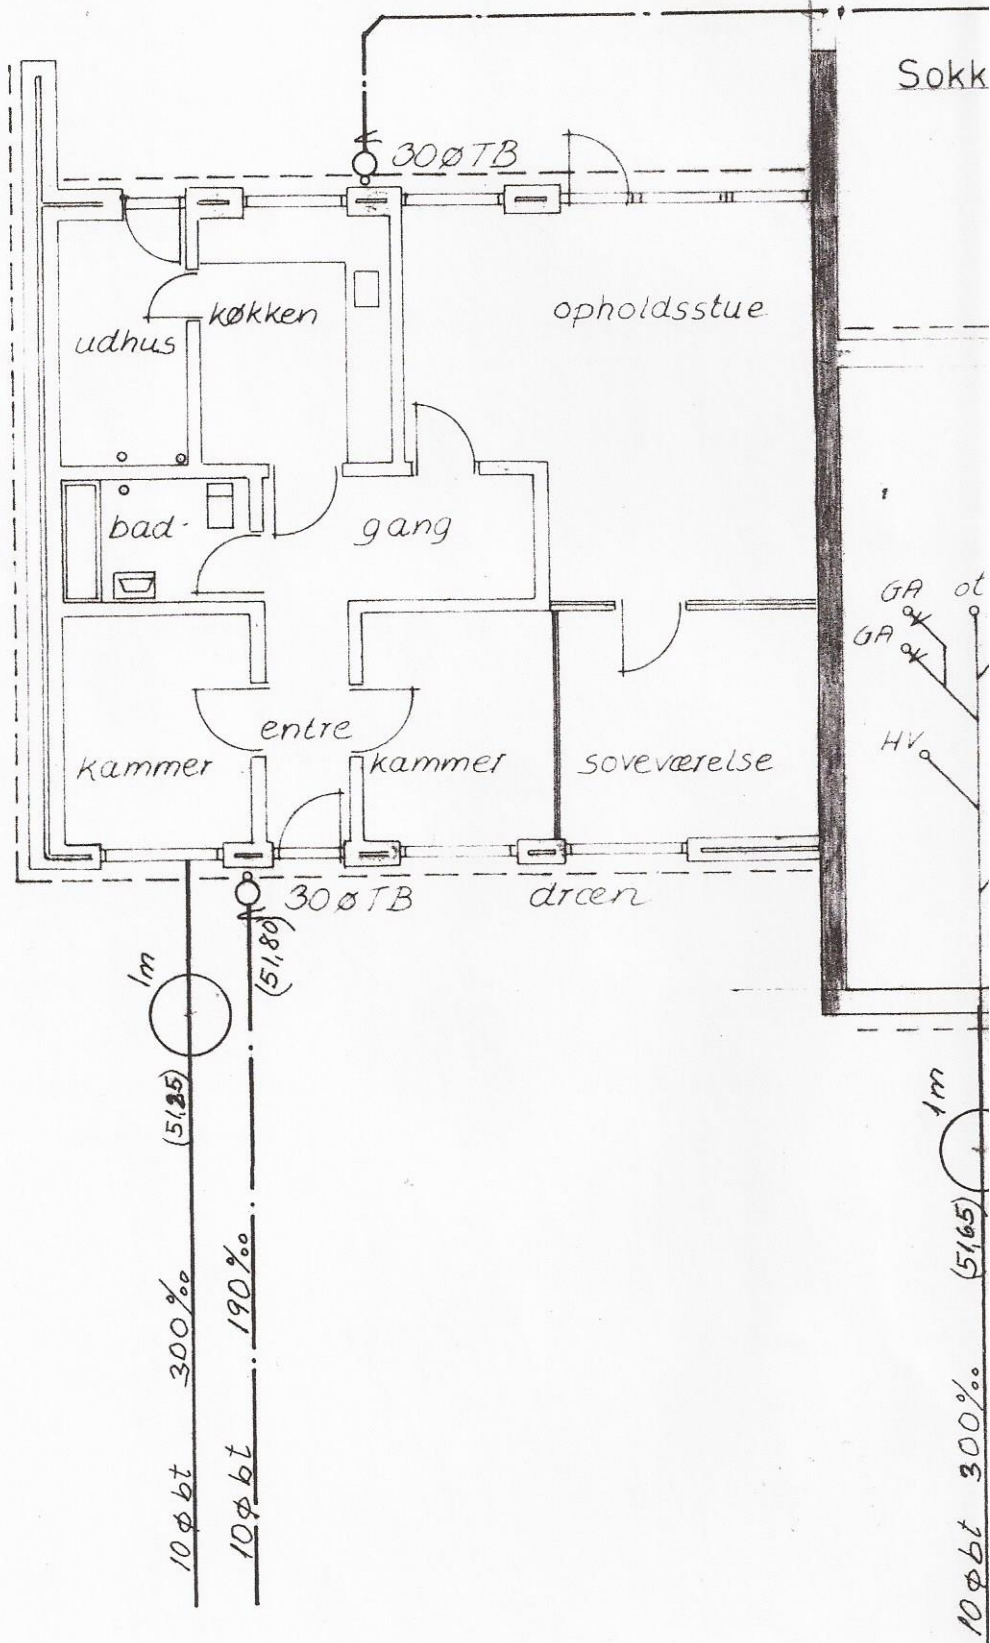 Sokk
30ØTB
køkken
opholdsstue
udhus
bad
gang
GA
ot
GA
HV
entre
kammer
kammer
soveværelse
30ØTB
dræn
(51,80)
1m
(51,25)
1m
(51,65)
300‰
190‰
10Øbt
10Øbt
10Øbt 300‰